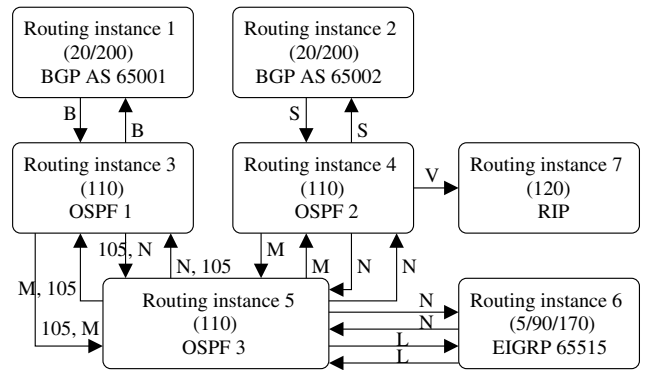 Routing instance 1
(20/200)
BGP AS 65001
Routing instance 2
(20/200)
BGP AS 65002
B
B
S
S
Routing instance 3
(110)
OSPF 1
Routing instance 4
(110)
OSPF 2
V
Routing instance 7
(120)
RIP
105, N
N, 105
M
M
N
N
M, 105
105, M
Routing instance 5
(110)
OSPF 3
N
N
L
L
Routing instance 6
(5/90/170)
EIGRP 65515